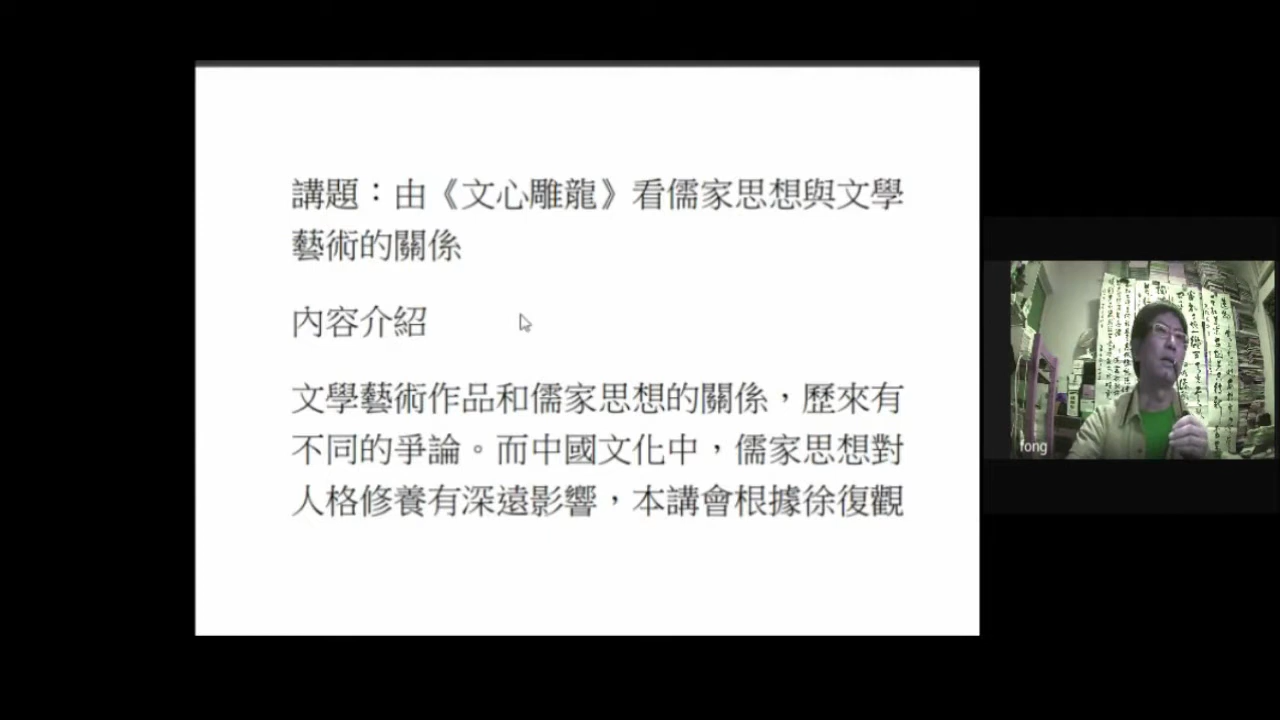 講題：由《文心雕龍》看儒家思想與文學
藝術的關係
內容介紹
文學藝術作品和儒家思想的關係，歷來有
不同的爭論。而中國文化中，儒家思想對
人格修養有深遠影響，本講會根據徐復觀
fong